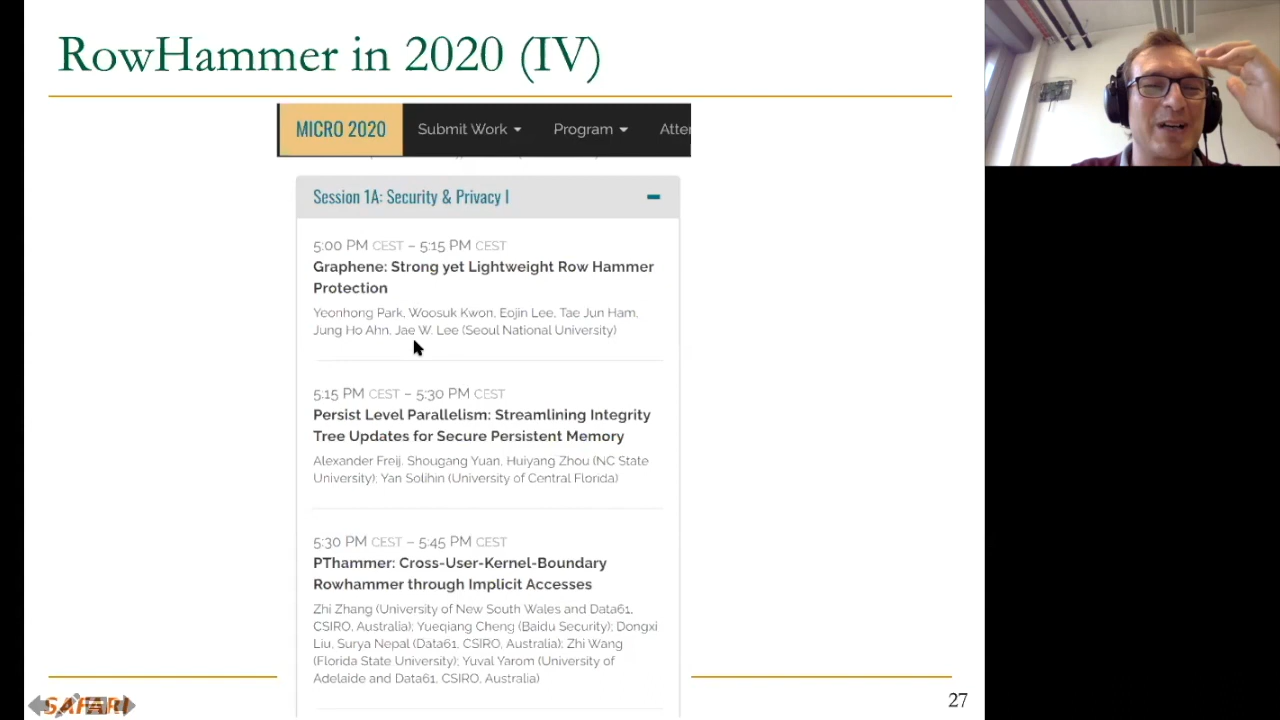 RowHammer in 2020 (IV)
MICRO 2020 Submit Work Program Atter
Session 1A: Security & Privacy I
5:00 PM CEST – 5:15 PM CEST
Graphene: Strong yet Lightweight Row Hammer
Protection
Yeonhong Park, Woosuk Kwon, Eojin Lee, Tae Jun Ham,
Jung Ho Ahn, Jae W. Lee (Seoul National University)
5:15 PM CEST – 5:30 PM CEST
Persist Level Parallelism: Streamlining Integrity
Tree Updates for Secure Persistent Memory
Alexander Freij, Shougang Yuan, Huiyang Zhou (NC State
University); Yan Solihin (University of Central Florida)
5:30 PM CEST – 5:45 PM CEST
PThammer: Cross-User-Kernel-Boundary
Rowhammer through Implicit Accesses
Zhi Zhang (University of New South Wales and Data61,
CSIRO, Australia); Yueqiang Cheng (Baidu Security); Dongxi
Liu, Surya Nepal (Data61, CSIRO, Australia); Zhi Wang
(Florida State University); Yuval Yarom (University of
Adelaide and Data61, CSIRO, Australia)
SAFARI
27